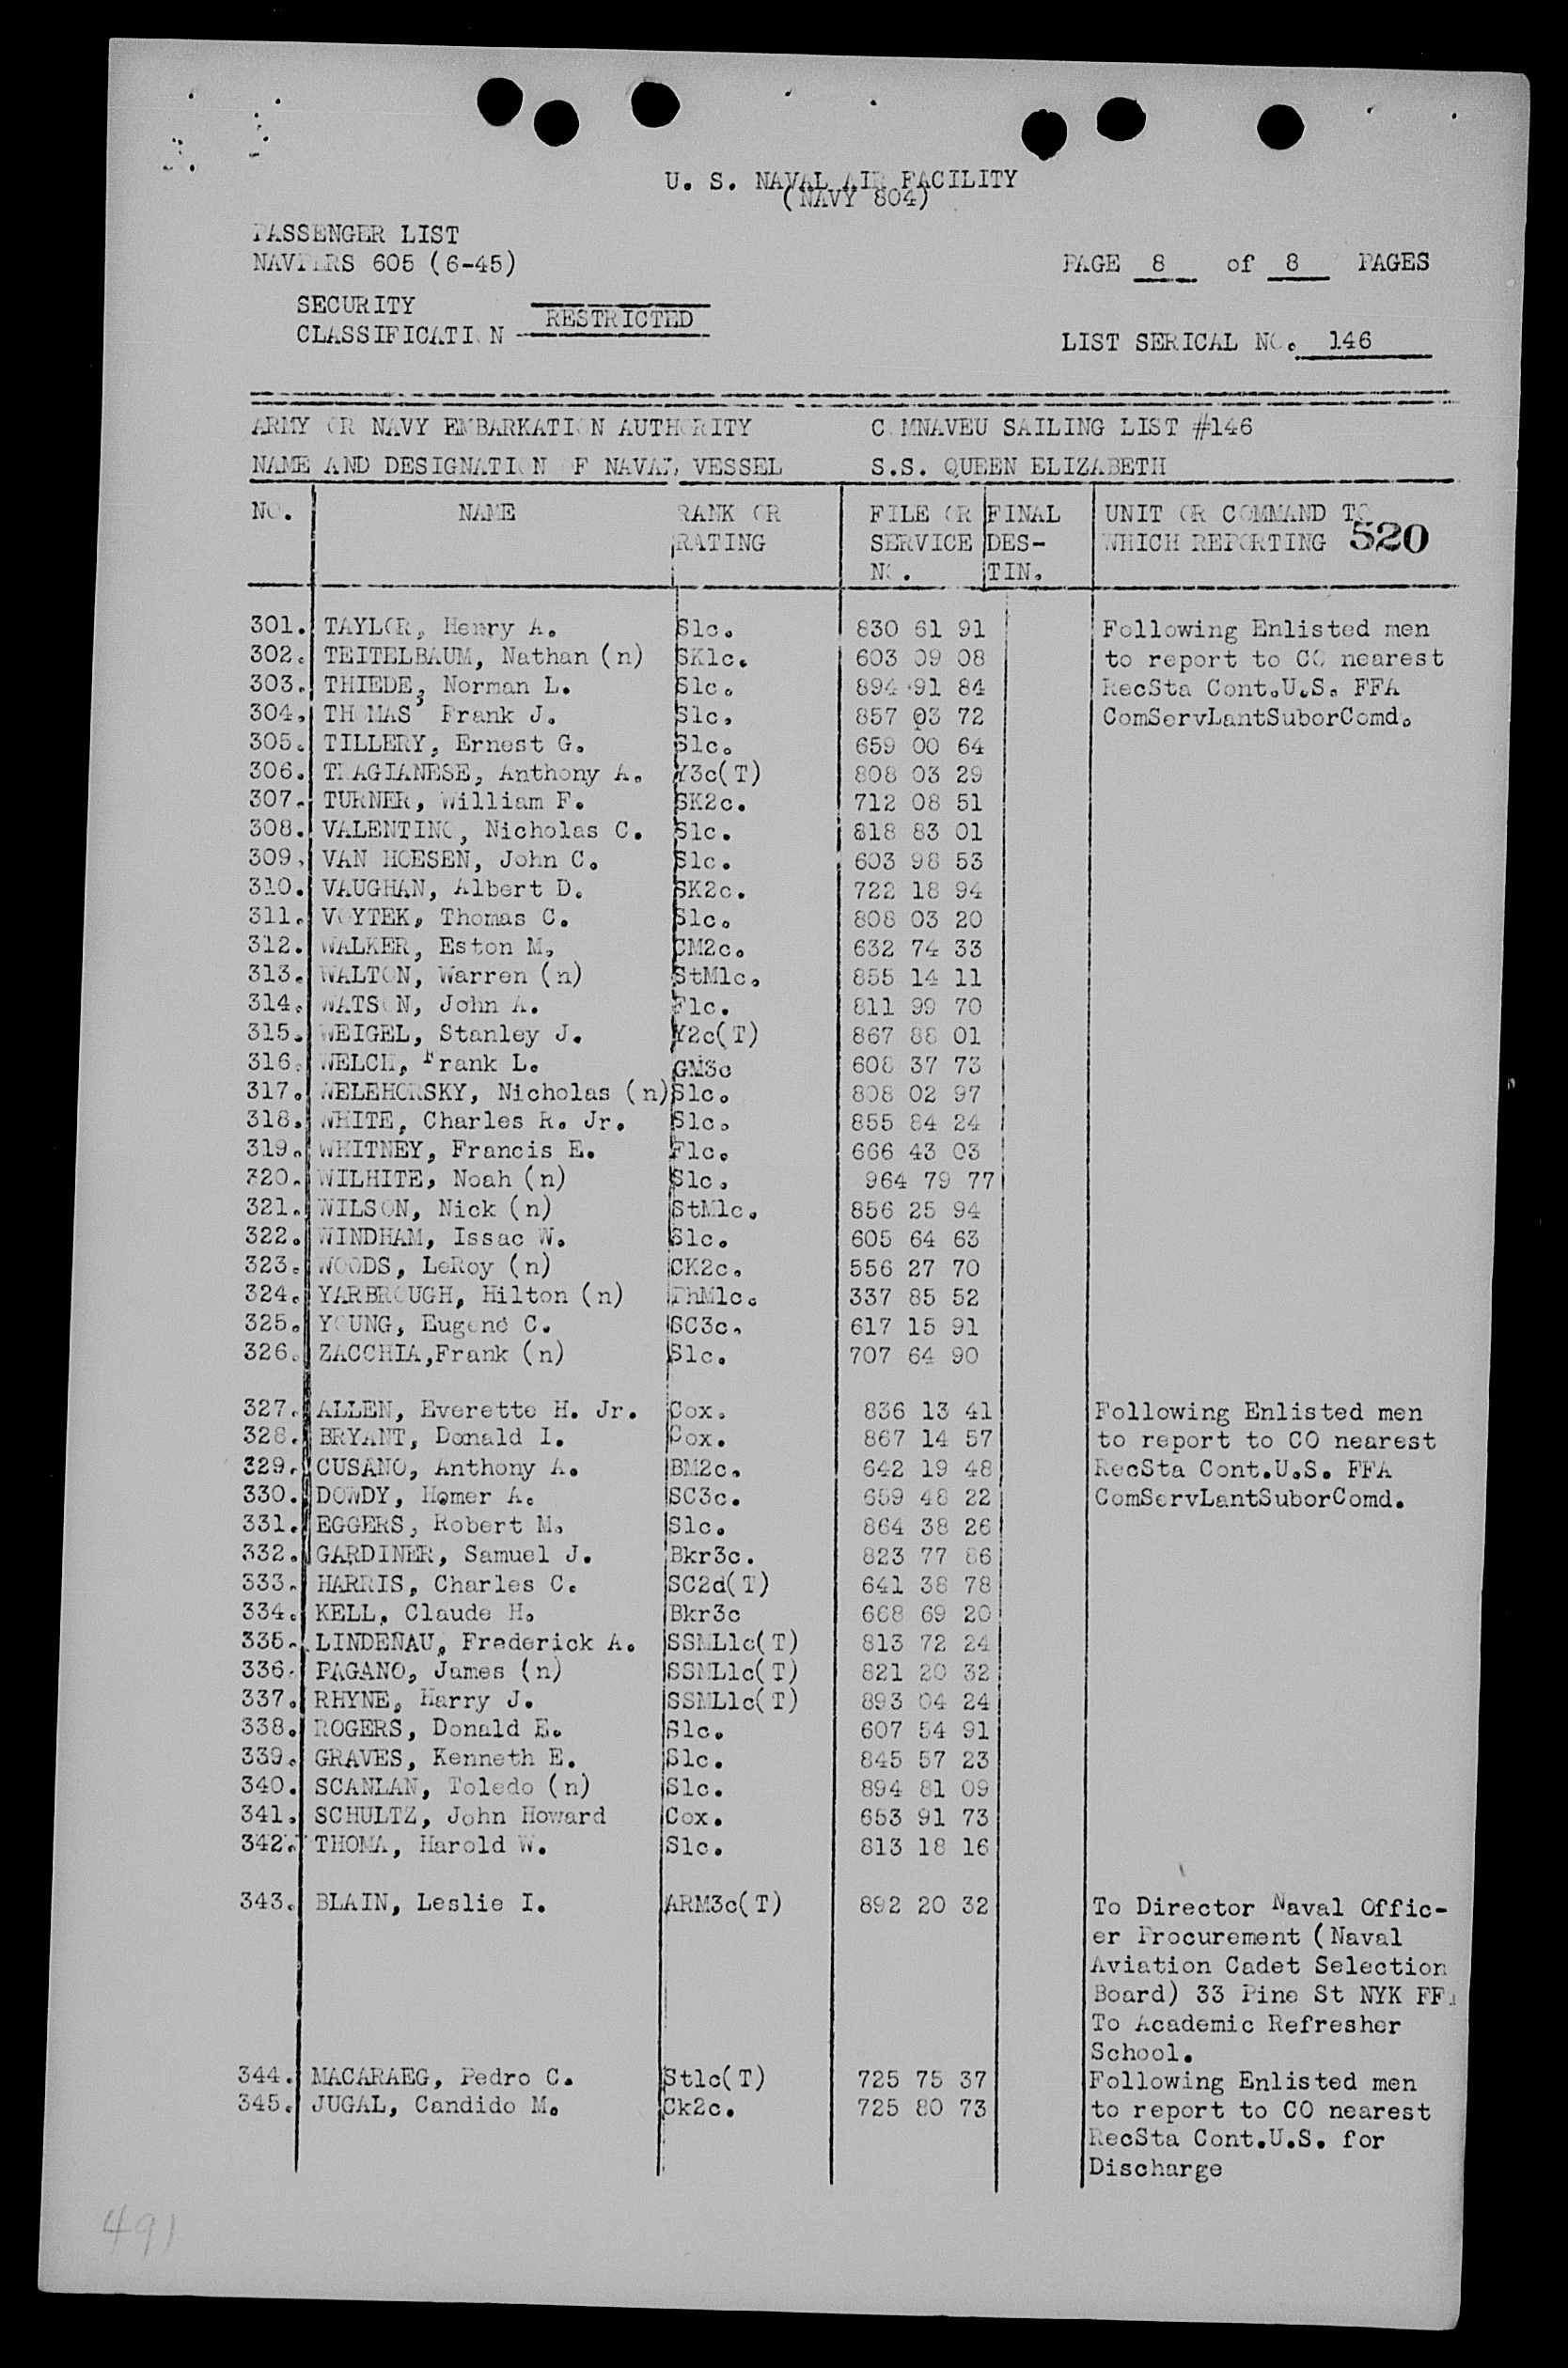 U. S. NAVAL AIR FACILITY
(NAVY 804)
PASSENGER LIST
NAVPERS 605 (6-45)
PAGE 8 of 8 PAGES
SECURITY
CLASSIFICATION RESTRICTED
LIST SERICAL NO. 146
ARMY OR NAVY EMBARKATION AUTHORITY COMNAVEU SAILING LIST #146
NAME AND DESIGNATION OF NAVAL VESSEL S.S. QUEEN ELIZABETH
NO. NAME RANK OR FILE OR FINAL UNIT OR COMMAND TO
RATING SERVICE DES- WHICH REPORTING 520
NO. TIN.
301. TAYLOR, Henry A. S1c. 830 61 91 Following Enlisted men
302. TEITELBAUM, Nathan (n) SK1c. 603 09 08 to report to CO nearest
303. THIEDE, Norman L. S1c. 894 91 84 RecSta Cont.U.S. FFA
304. THOMAS, Frank J. S1c. 857 03 72 ComServLantSuborComd.
305. TILLERY, Ernest G. S1c. 659 00 64
306. TRAGIANESE, Anthony A. Y3c(T) 808 03 29
307. TURNER, William F. SK2c. 712 08 51
308. VALENTINO, Nicholas C. S1c. 818 83 01
309. VAN HOESEN, John C. S1c. 603 98 53
310. VAUGHAN, Albert D. SK2c. 722 18 94
311. VOYTEK, Thomas C. S1c. 808 03 20
312. WALKER, Eston M. CM2c. 632 74 33
313. WALTON, Warren (n) StM1c. 855 14 11
314. WATSON, John A. F1c. 811 99 70
315. WEIGEL, Stanley J. Y2c(T) 867 88 01
316. WELCH, Frank L. GM3c 608 37 73
317. WELEHORSKY, Nicholas (n) S1c. 808 02 97
318. WHITE, Charles R. Jr. S1c. 855 84 24
319. WHITNEY, Francis E. F1c. 666 43 03
320. WILHITE, Noah (n) S1c. 964 79 77
321. WILSON, Nick (n) StM1c. 856 25 94
322. WINDHAM, Issac W. S1c. 605 64 63
323. WOODS, LeRoy (n) CK2c. 556 27 70
324. YARBROUGH, Hilton (n) PhM1c. 337 85 52
325. YOUNG, Eugene C. SC3c. 617 15 91
326. ZACCHIA,Frank (n) S1c. 707 64 90
327. ALLEN, Everette H. Jr. Cox. 836 13 41 Following Enlisted men
328. BRYANT, Donald I. Cox. 867 14 57 to report to CO nearest
329. CUSANO, Anthony A. BM2c. 642 19 48 RecSta Cont.U.S. FFA
330. DOWDY, Homer A. SC3c. 659 48 22 ComServLantSuborComd.
331. EGGERS, Robert M. S1c. 864 38 26
332. GARDINER, Samuel J. Bkr3c. 823 77 86
333. HARRIS, Charles C. SC2d(T) 641 38 78
334. KELL, Claude H. Bkr3c 668 69 20
335. LINDENAU, Frederick A. SSML1c(T) 813 72 24
336. PAGANO, James (n) SSML1c(T) 821 20 32
337. RHYNE, Harry J. SSML1c(T) 893 04 24
338. ROGERS, Donald E. S1c. 607 54 91
339. GRAVES, Kenneth E. S1c. 845 57 23
340. SCANLAN, Toledo (n) S1c. 894 81 09
341. SCHULTZ, John Howard Cox. 653 91 73
342. THOMA, Harold W. S1c. 813 18 16
343. BLAIN, Leslie I. ARM3c(T) 892 20 32 To Director Naval Offic-
er Procurement (Naval
Aviation Cadet Selection
Board) 33 Pine St NYK FFA
To Academic Refresher
School.
344. MACARAEG, Pedro C. St1c(T) 725 75 37 Following Enlisted men
345. JUGAL, Candido M. Ck2c. 725 80 73 to report to CO nearest
RecSta Cont.U.S. for
Discharge
491